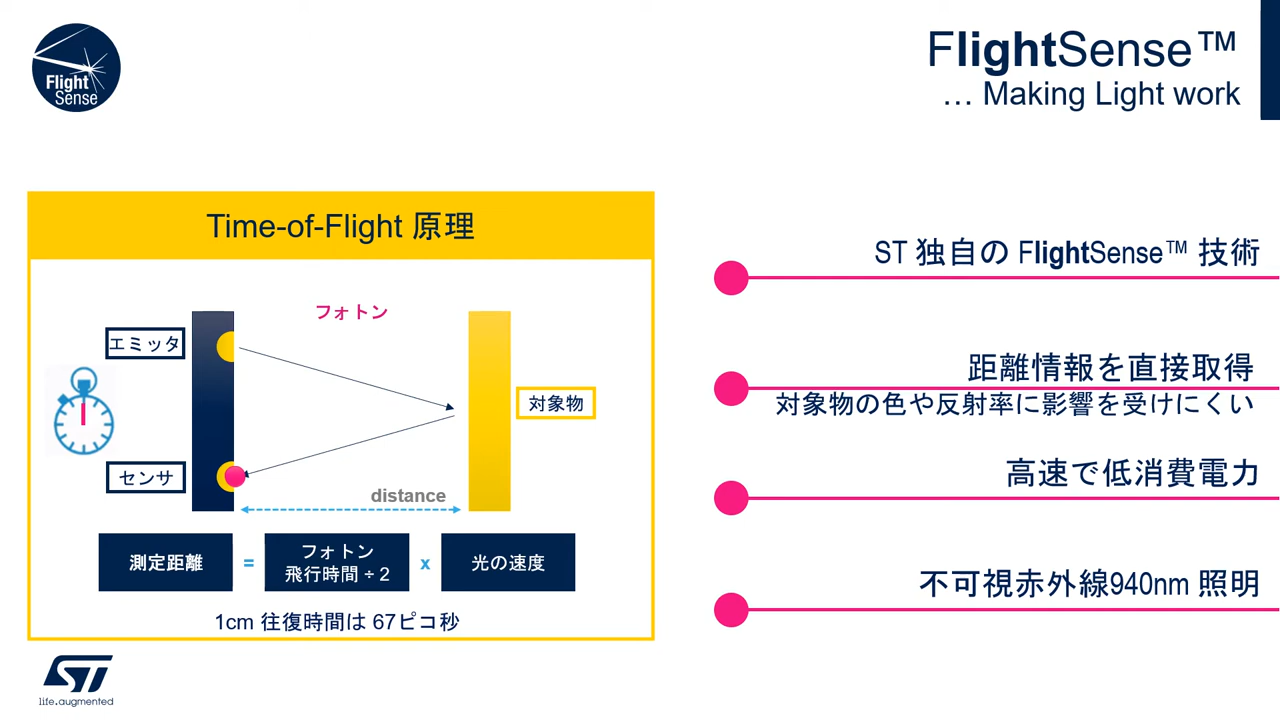 Flight
Sense
FlightSense™
… Making Light work
Time-of-Flight 原理
フォトン
エミッタ
対象物
センサ
distance
測定距離 = フォトン 飛行時間 ÷ 2 x 光の速度
1cm 往復時間は 67ピコ秒
ST 独自の FlightSense™ 技術
距離情報を直接取得
対象物の色や反射率に影響を受けにくい
高速で低消費電力
不可視赤外線940nm 照明
ST
life.augmented